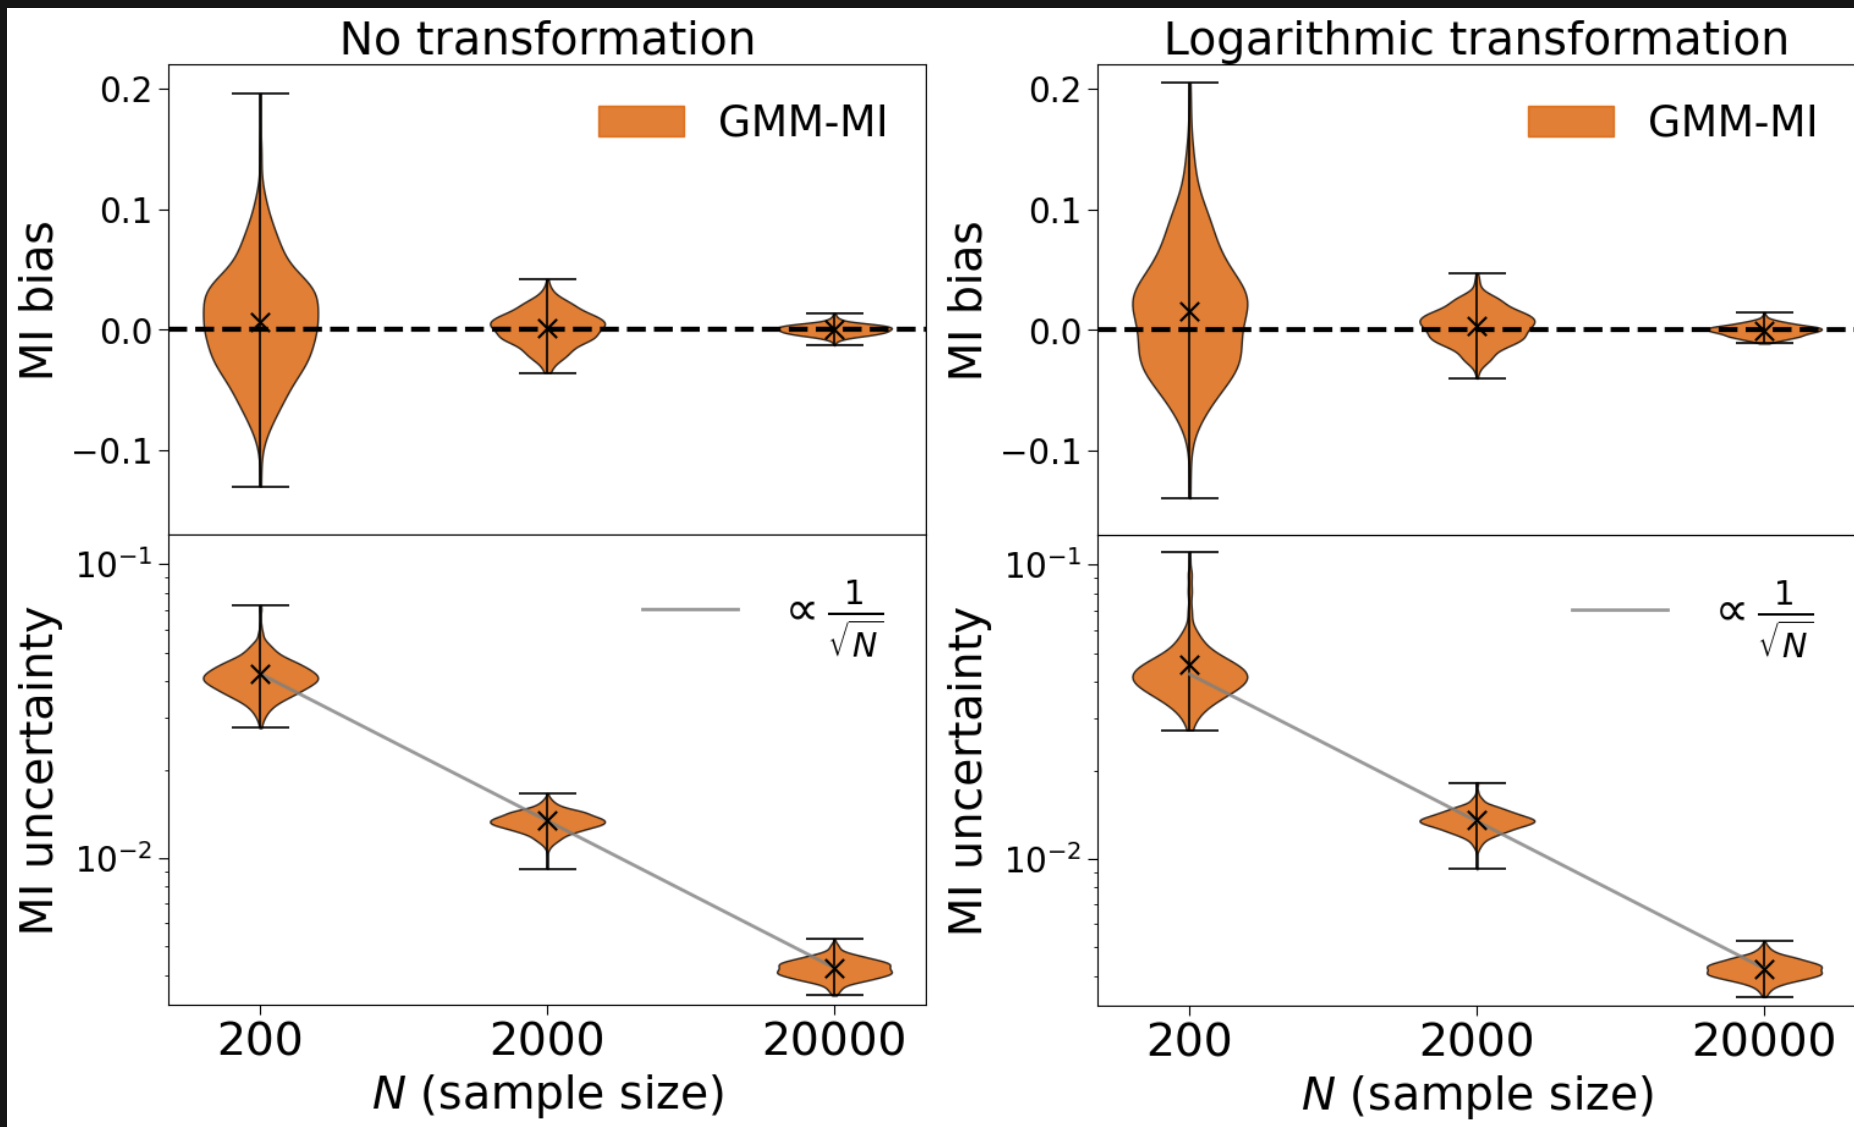 No transformation
0.2
0.1
0.0
−0.1
MI bias
GMM-MI
10⁻¹
10⁻²
MI uncertainty
∝ 1/√N
200 2000 20000
N (sample size)
Logarithmic transformation
0.2
0.1
0.0
−0.1
MI bias
GMM-MI
10⁻¹
10⁻²
MI uncertainty
∝ 1/√N
200 2000 20000
N (sample size)